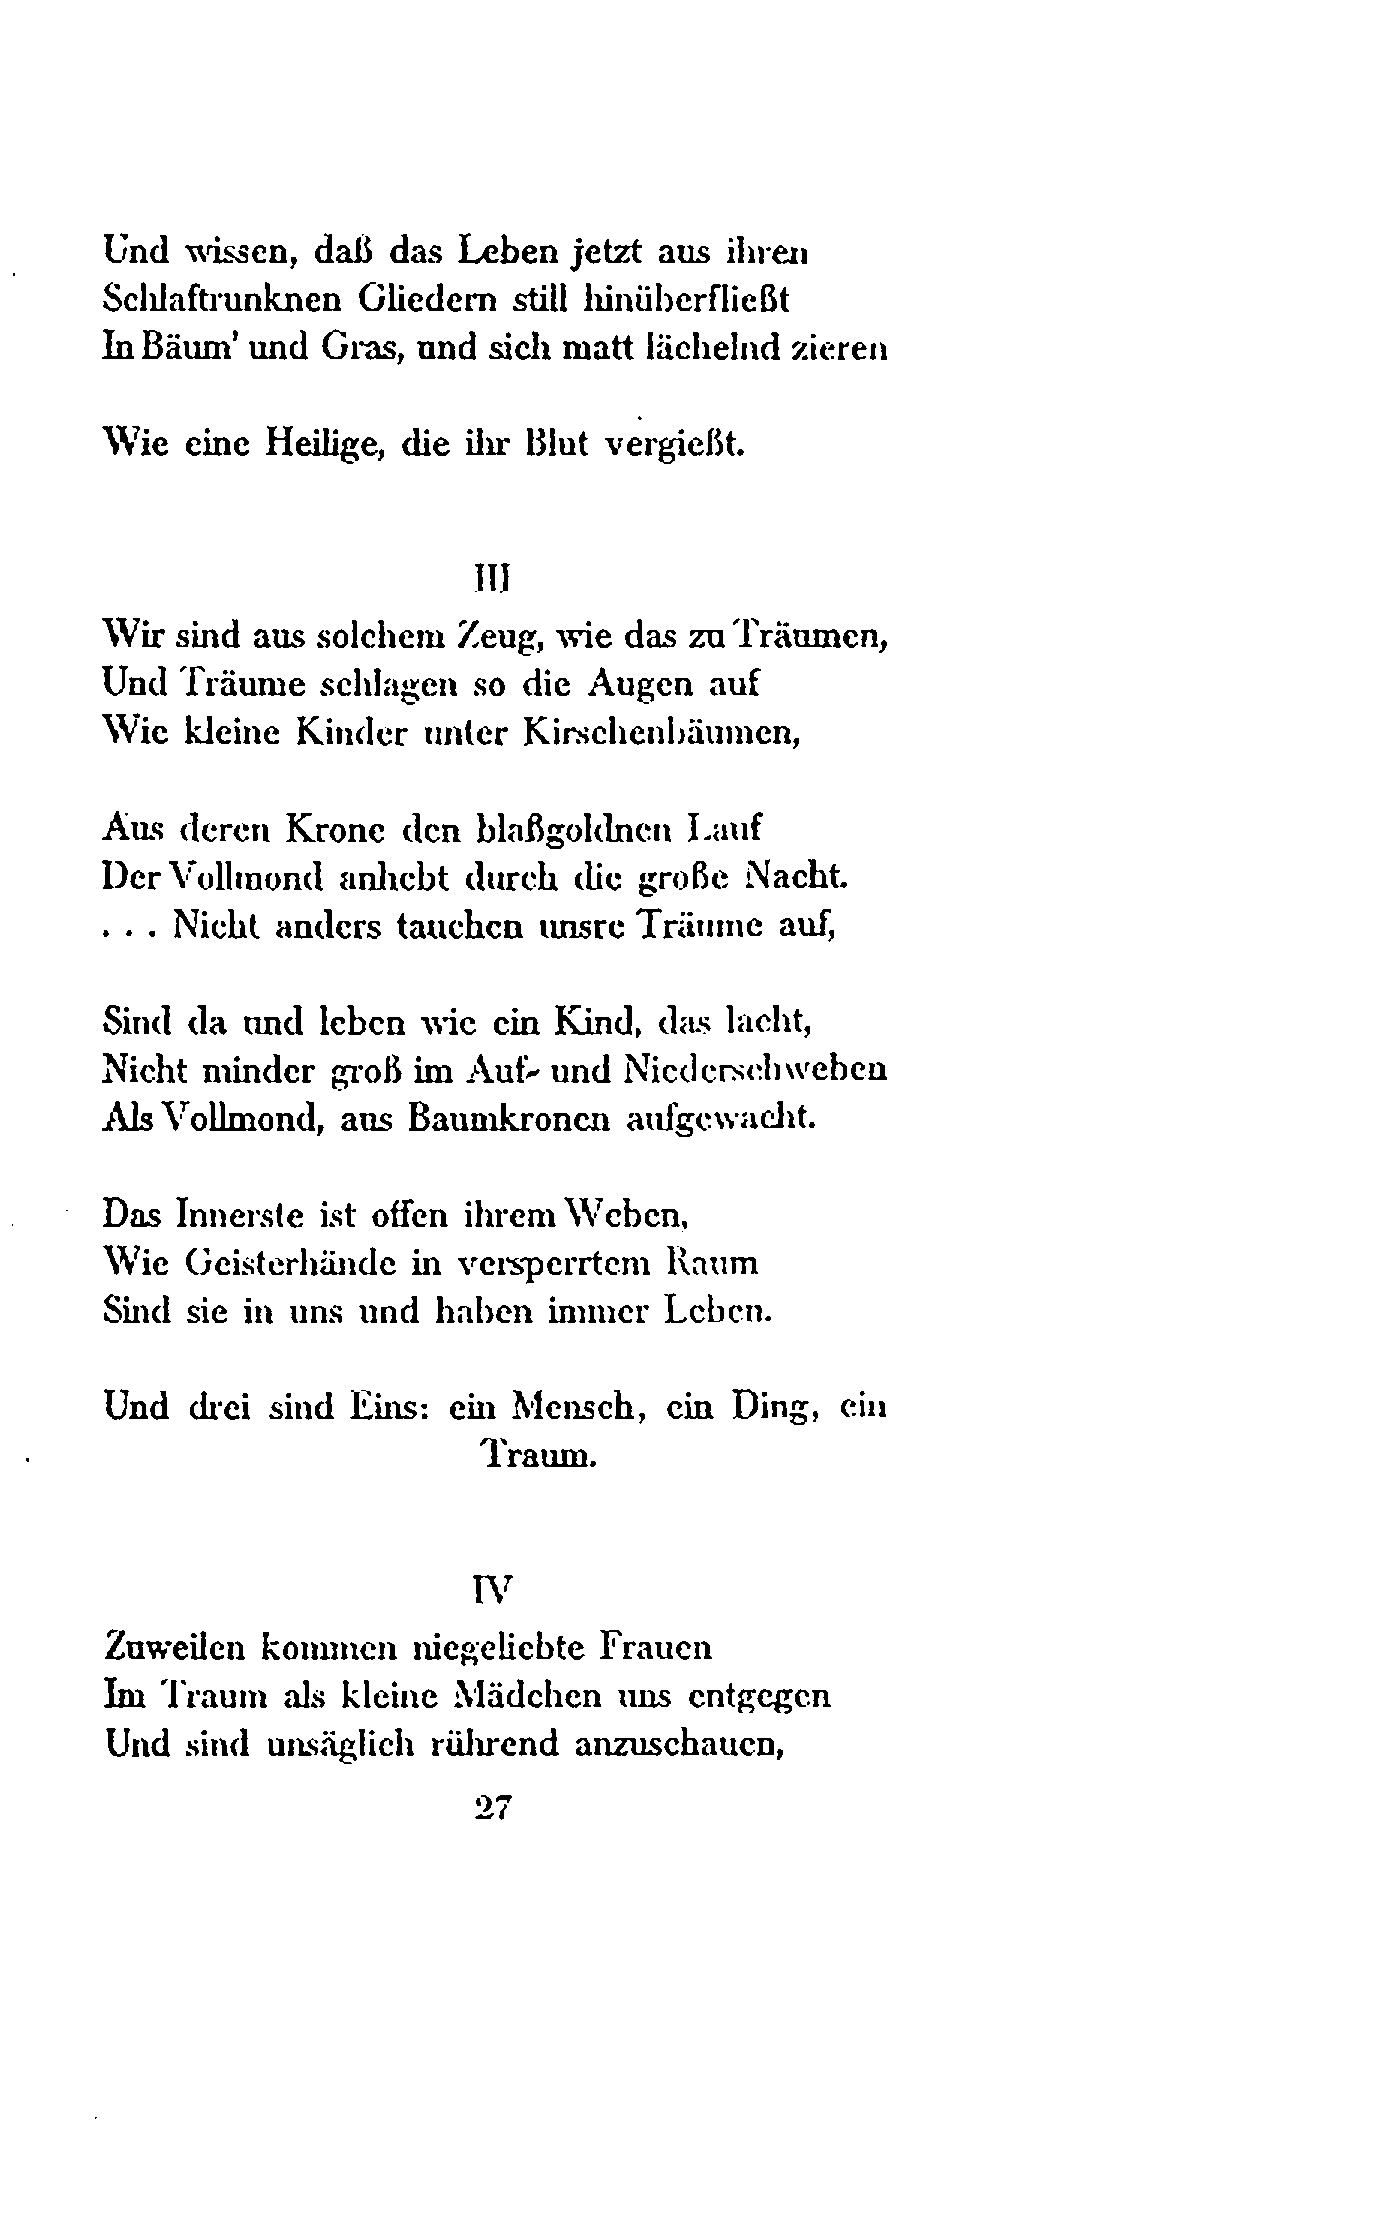 Und wissen, daß das Leben jetzt aus ihren
Schlaftrunknen Gliedern still hinüberfließt
In Bäum' und Gras, und sich matt lächelnd zieren
Wie eine Heilige, die ihr Blut vergießt.
III
Wir sind aus solchem Zeug, wie das zu Träumen,
Und Träume schlagen so die Augen auf
Wie kleine Kinder unter Kirschenbäumen,
Aus deren Krone den blaßgoldnen Lauf
Der Vollmond anhebt durch die große Nacht.
. . . Nicht anders tauchen unsre Träume auf,
Sind da und leben wie ein Kind, das lacht,
Nicht minder groß im Auf- und Niederschweben
Als Vollmond, aus Baumkronen aufgewacht.
Das Innerste ist offen ihrem Weben,
Wie Geisterhände in versperrtem Raum
Sind sie in uns und haben immer Leben.
Und drei sind Eins: ein Mensch, ein Ding, ein
Traum.
IV
Zuweilen kommen niegeliebte Frauen
Im Traum als kleine Mädchen uns entgegen
Und sind unsäglich rührend anzuschauen,
27